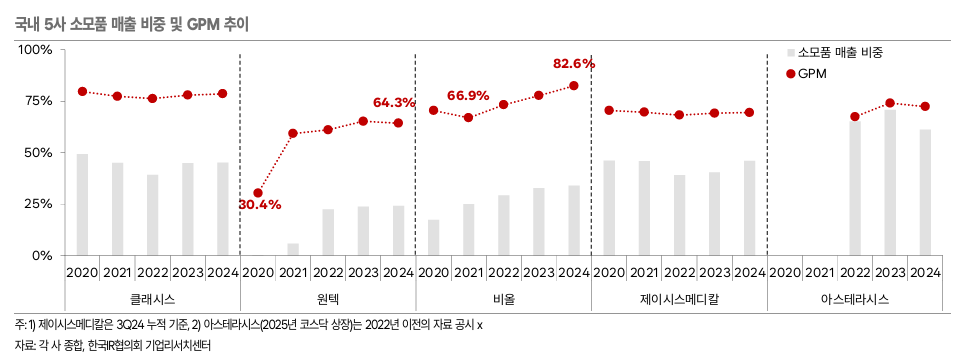 국내 5사 소모품 매출 비중 및 GPM 추이
100%
75%
50%
25%
0%
소모품 매출 비중
GPM
30.4%
64.3%
66.9%
82.6%
2020 2021 2022 2023 2024 2020 2021 2022 2023 2024 2020 2021 2022 2023 2024 2020 2021 2022 2023 2024 2020 2021 2022 2023 2024
클래시스 원텍 비올 제이시스메디칼 아스테라시스
주: 1) 제이시스메디칼은 3Q24 누적 기준, 2) 아스테라시스(2025년 코스닥 상장)는 2022년 이전의 자료 공시 x
자료: 각 사 종합, 한국IR협의회 기업리서치센터